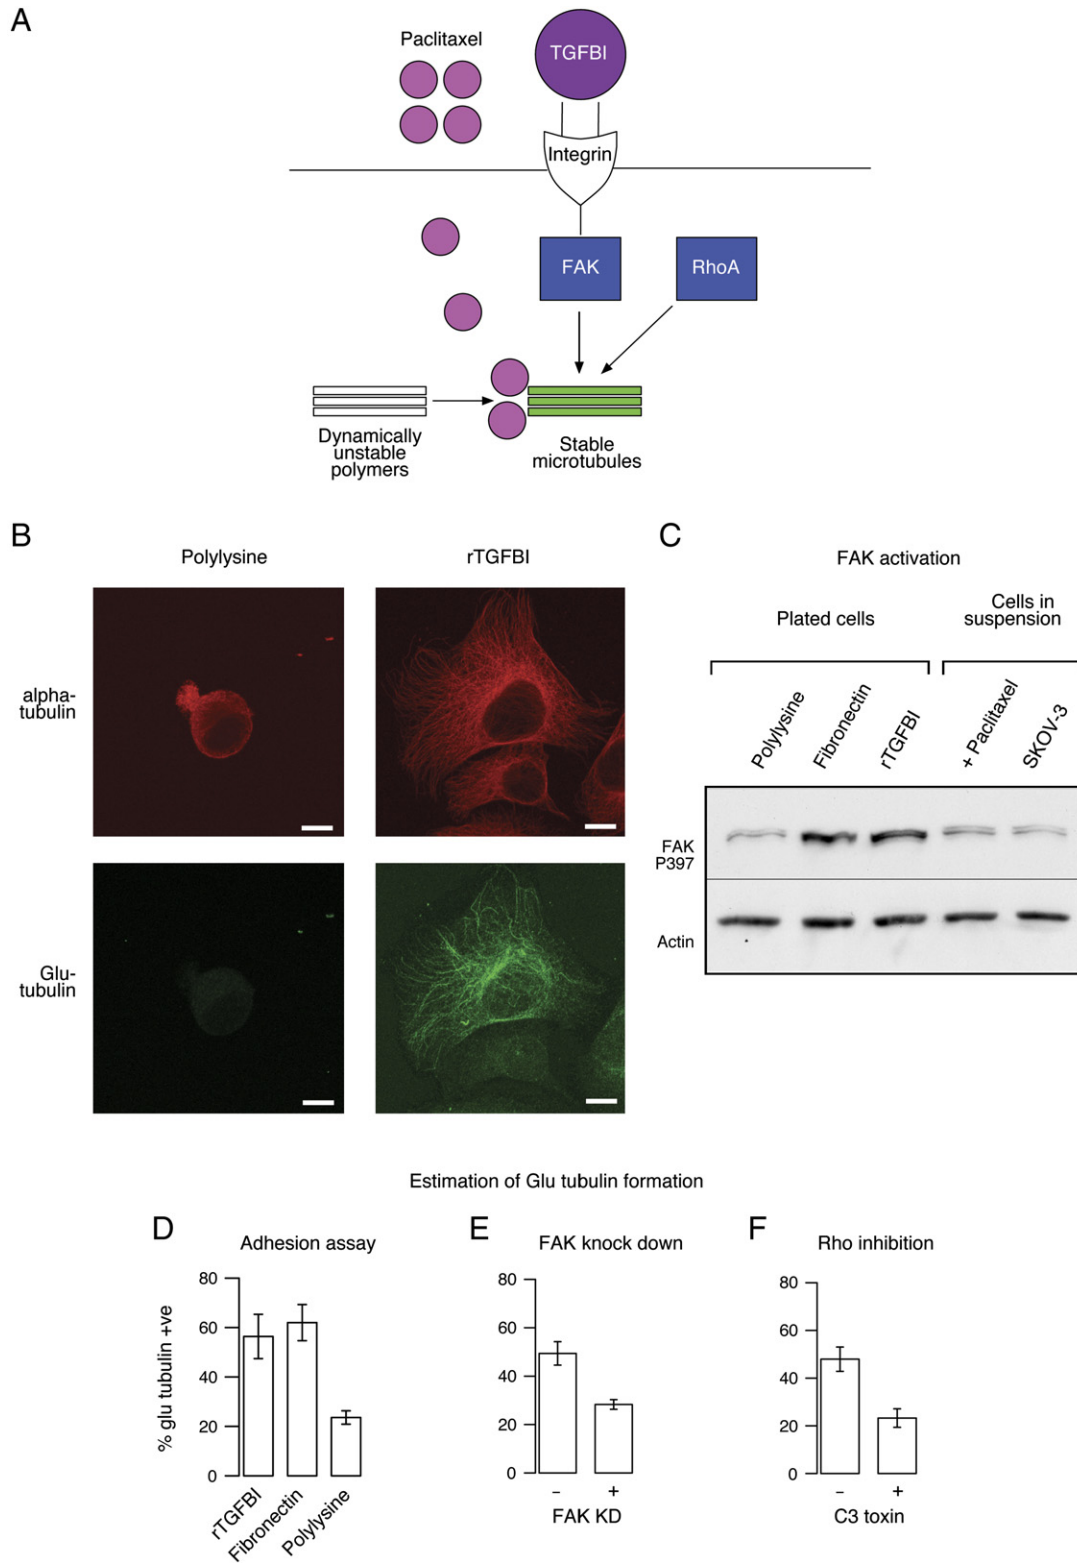 A
Paclitaxel
TGFBI
Integrin
FAK
RhoA
Dynamically
unstable
polymers
Stable
microtubules
B
Polylysine
rTGFBI
alpha-
tubulin
Glu-
tubulin
C
FAK activation
Plated cells
Cells in
suspension
Polylysine
Fibronectin
rTGFBI
+ Paclitaxel
SKOV-3
FAK
P397
Actin
Estimation of Glu tubulin formation
D
Adhesion assay
% glu tubulin +ve
80
60
40
20
0
rTGFBI
Fibronectin
Polylysine
E
FAK knock down
80
60
40
20
0
– +
FAK KD
F
Rho inhibition
80
60
40
20
0
– +
C3 toxin